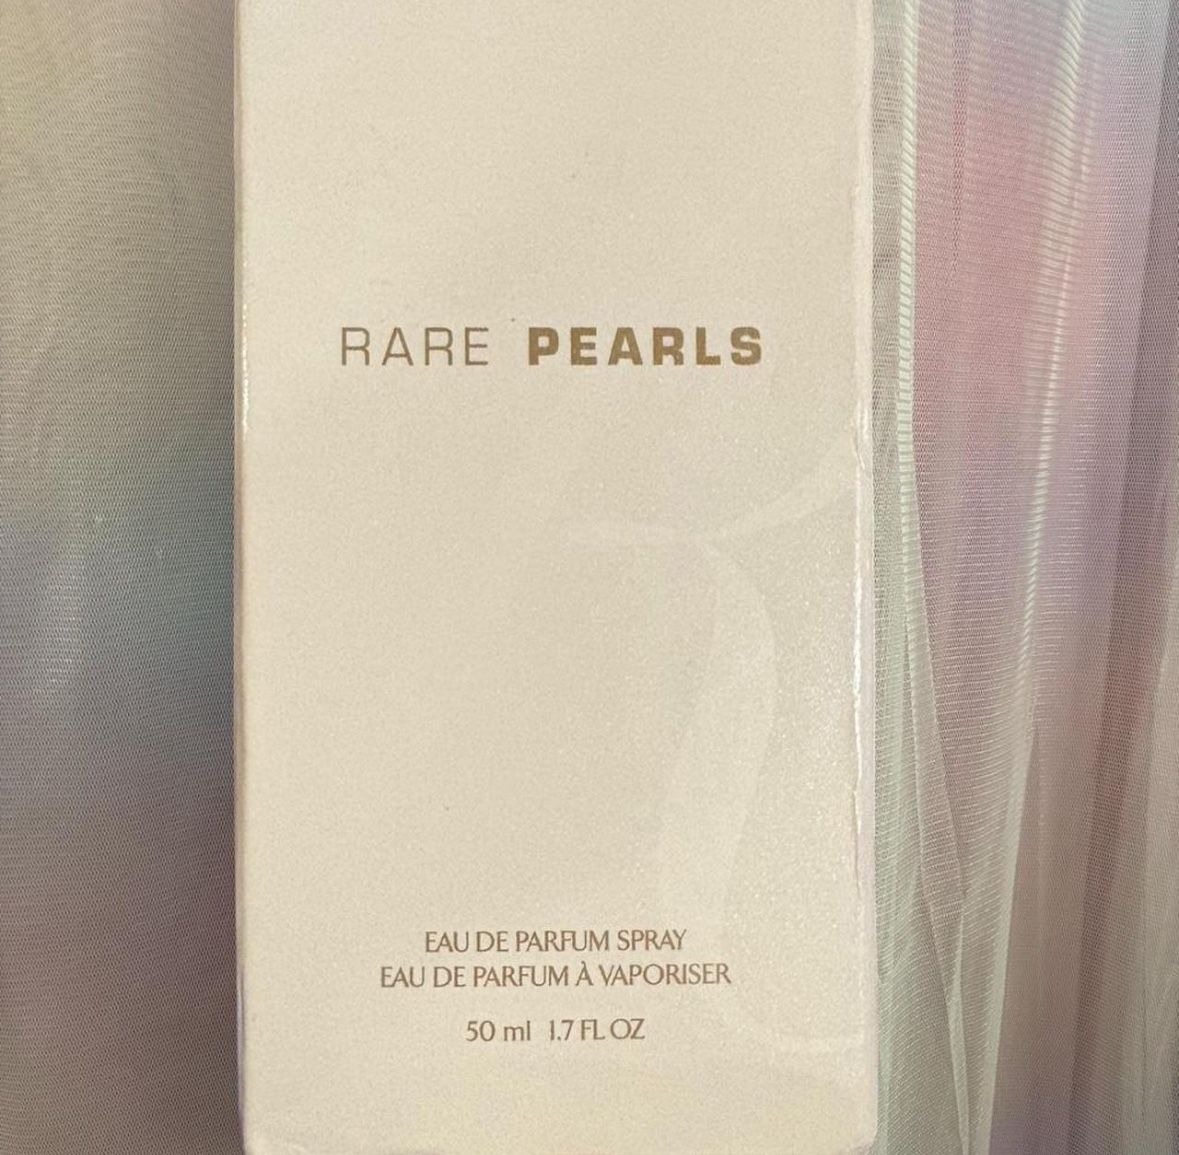 RARE PEARLS
EAU DE PARFUM SPRAY
EAU DE PARFUM À VAPORISER
50 ml 1.7 FL OZ